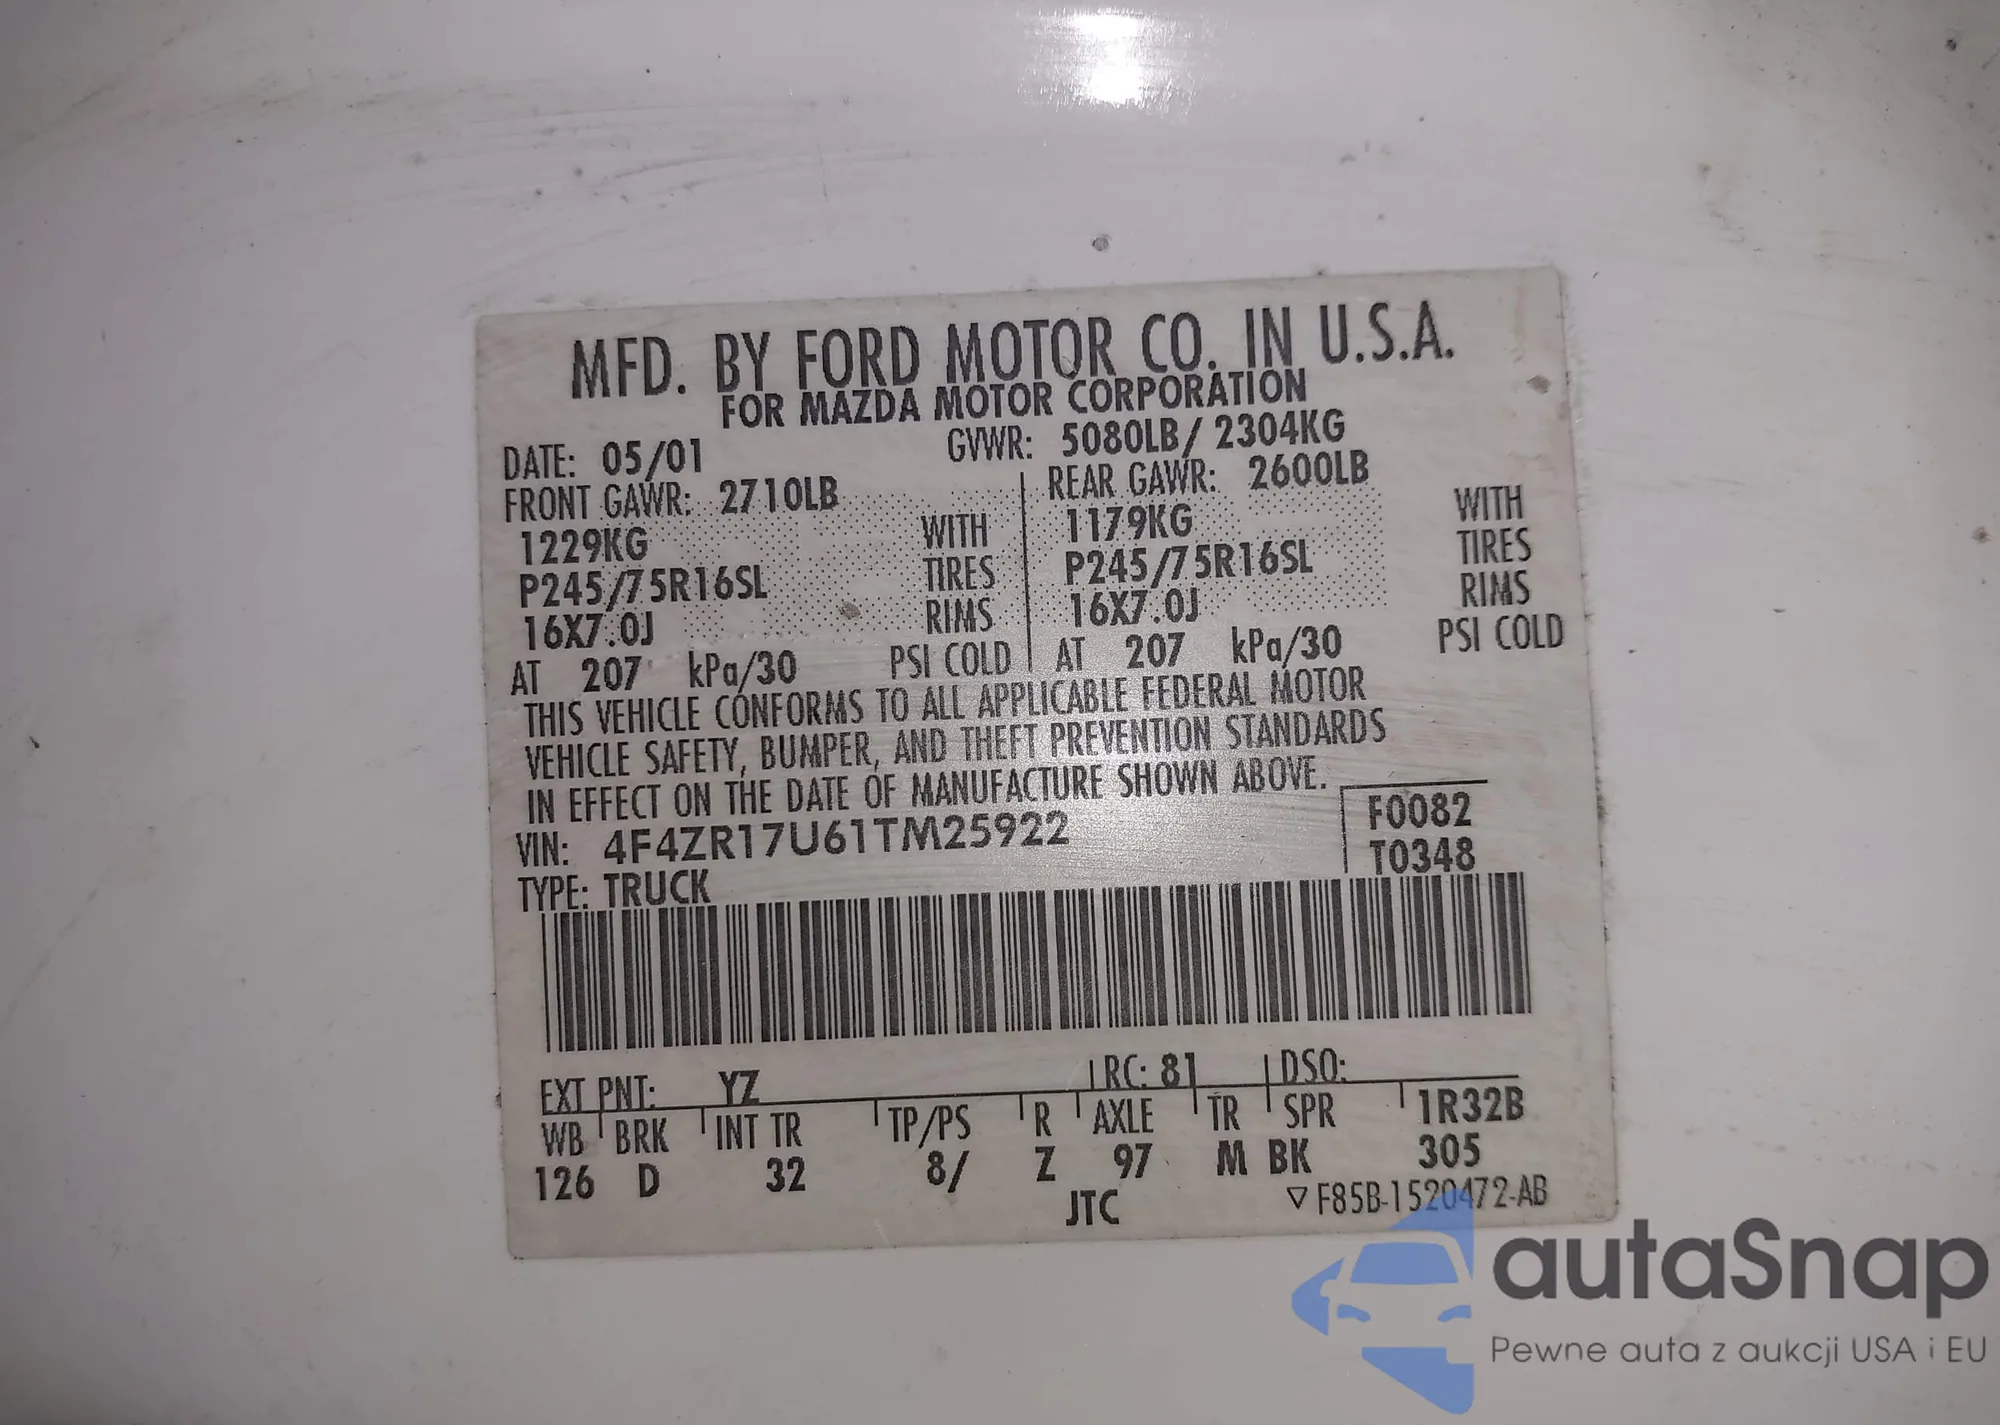 MFD. BY FORD MOTOR CO. IN U.S.A.
FOR MAZDA MOTOR CORPORATION
DATE: 05/01 GVWR: 5080LB/ 2304KG
FRONT GAWR: 2710LB REAR GAWR: 2600LB
1229KG WITH 1179KG WITH
P245/75R16SL TIRES P245/75R16SL TIRES
16X7.0J RIMS 16X7.0J RIMS
AT 207 kPa/30 PSI COLD AT 207 kPa/30 PSI COLD
THIS VEHICLE CONFORMS TO ALL APPLICABLE FEDERAL MOTOR
VEHICLE SAFETY, BUMPER, AND THEFT PREVENTION STANDARDS
IN EFFECT ON THE DATE OF MANUFACTURE SHOWN ABOVE.
VIN: 4F4ZR17U61TM25922 F0082
TYPE: TRUCK T0348
EXT PNT: YZ RC: 81 DSO:
WB BRK INT TR TP/PS R AXLE TR SPR 1R32B
126 D 32 8/ Z 97 M BK 305
JTC ▽ F85B-1520472-AB
autaSnap
Pewne auta z aukcji USA i EU